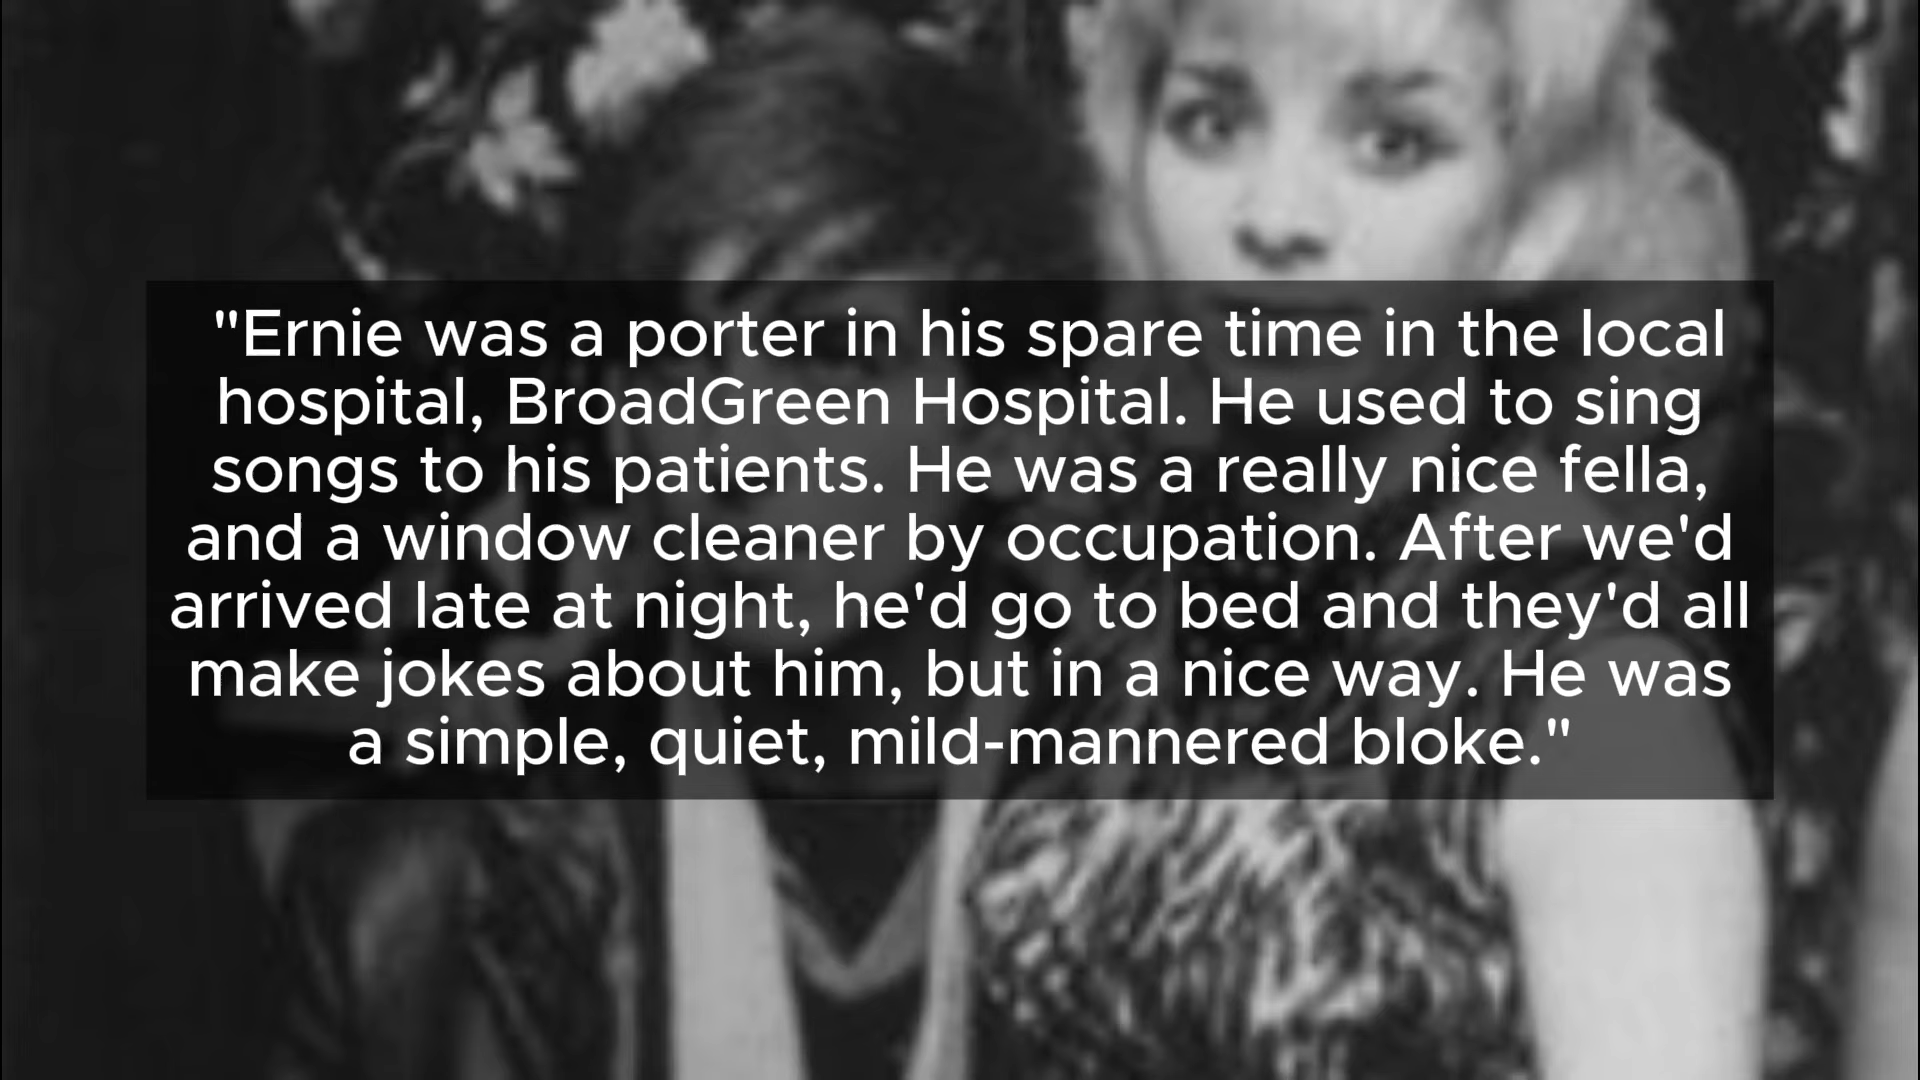 "Ernie was a porter in his spare time in the local
hospital, BroadGreen Hospital. He used to sing
songs to his patients. He was a really nice fella,
and a window cleaner by occupation. After we'd
arrived late at night, he'd go to bed and they'd all
make jokes about him, but in a nice way. He was
a simple, quiet, mild-mannered bloke."